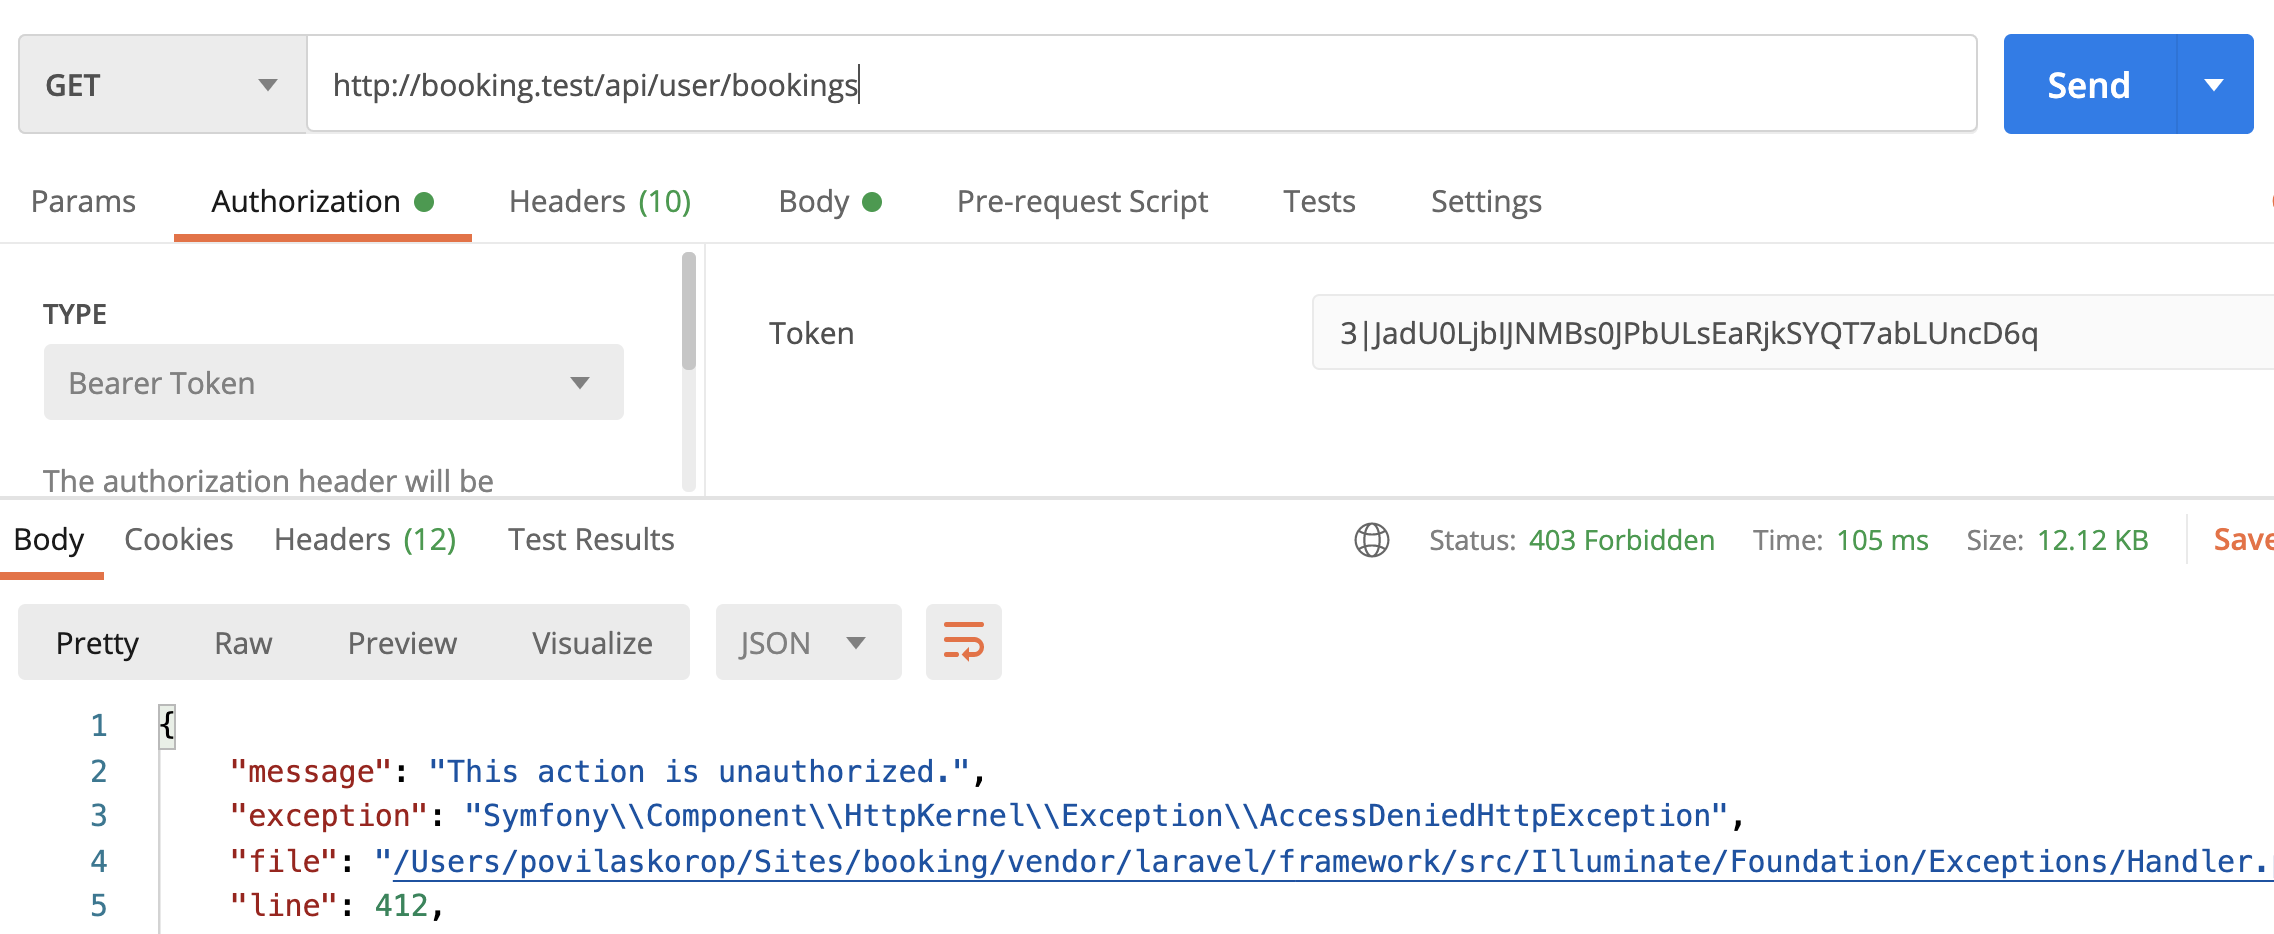 GET http://booking.test/api/user/bookings Send
Params Authorization Headers (10) Body Pre-request Script Tests Settings
TYPE
Bearer Token
The authorization header will be
Token 3|JadU0LjbIJNMBs0JPbULsEaRjkSYQT7abLUncD6q
Body Cookies Headers (12) Test Results Status: 403 Forbidden Time: 105 ms Size: 12.12 KB Save
Pretty Raw Preview Visualize JSON
1 {
2 "message": "This action is unauthorized.",
3 "exception": "Symfony\\Component\\HttpKernel\\Exception\\AccessDeniedHttpException",
4 "file": "/Users/povilaskorop/Sites/booking/vendor/laravel/framework/src/Illuminate/Foundation/Exceptions/Handler.
5 "line": 412,